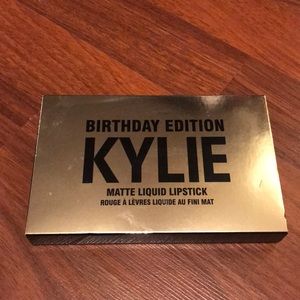 BIRTHDAY EDITION
KYLIE
MATTE LIQUID LIPSTICK
ROUGE À LÈVRES LIQUIDE AU FINI MAT